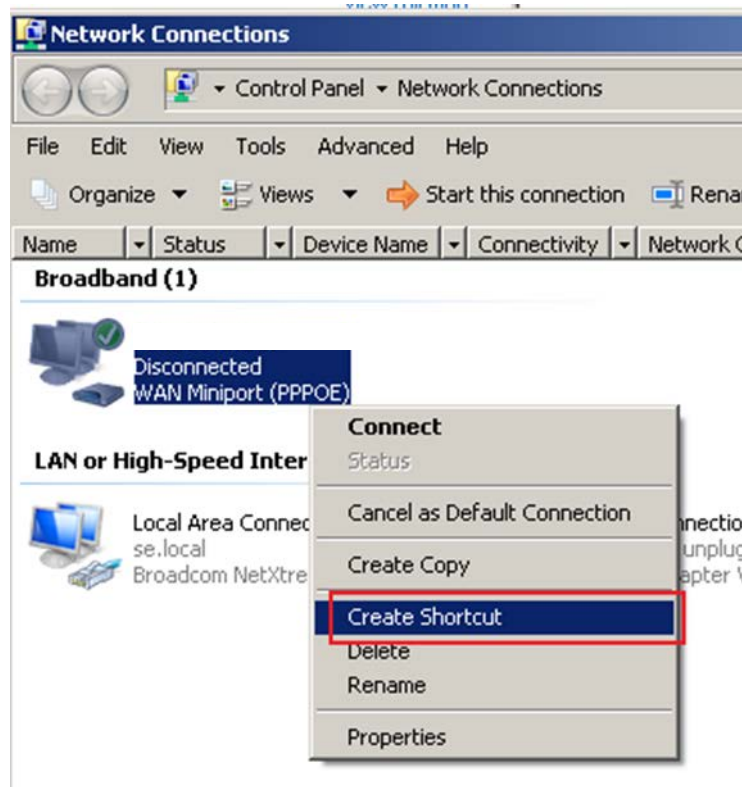 Network Connections
Control Panel Network Connections
File Edit View Tools Advanced Help
Organize Views Start this connection
Name Status Device Name Connectivity Network
Broadband (1)
Disconnected
WAN Miniport (PPPOE)
Connect
LAN or High-Speed Inter
Status
Cancel as Default Connection
Local Area Connec
se.local
Create Copy
Broadcom NetXtre
Create Shortcut
Delete
Rename
Properties